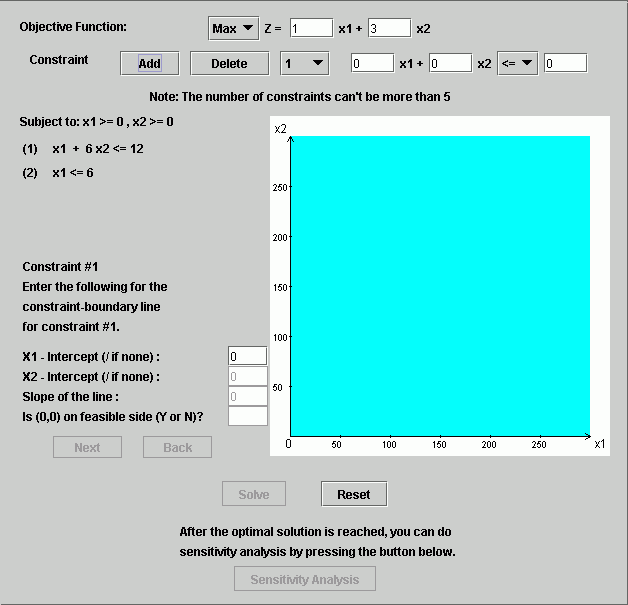 Objective Function: Max Z = 1 x1 + 3 x2
Constraint Add Delete 1 0 x1 + 0 x2 <= 0
Note: The number of constraints can't be more than 5
Subject to: x1 >= 0 , x2 >= 0
(1) x1 + 6 x2 <= 12
(2) x1 <= 6
Constraint #1
Enter the following for the
constraint-boundary line
for constraint #1.
X1 - Intercept (/ if none) : 0
X2 - Intercept (/ if none) : 0
Slope of the line : 0
Is (0,0) on feasible side (Y or N)?
Next Back
x2
250
200
150
100
50
0 50 100 150 200 250 x1
Solve Reset
After the optimal solution is reached, you can do
sensitivity analysis by pressing the button below.
Sensitivity Analysis